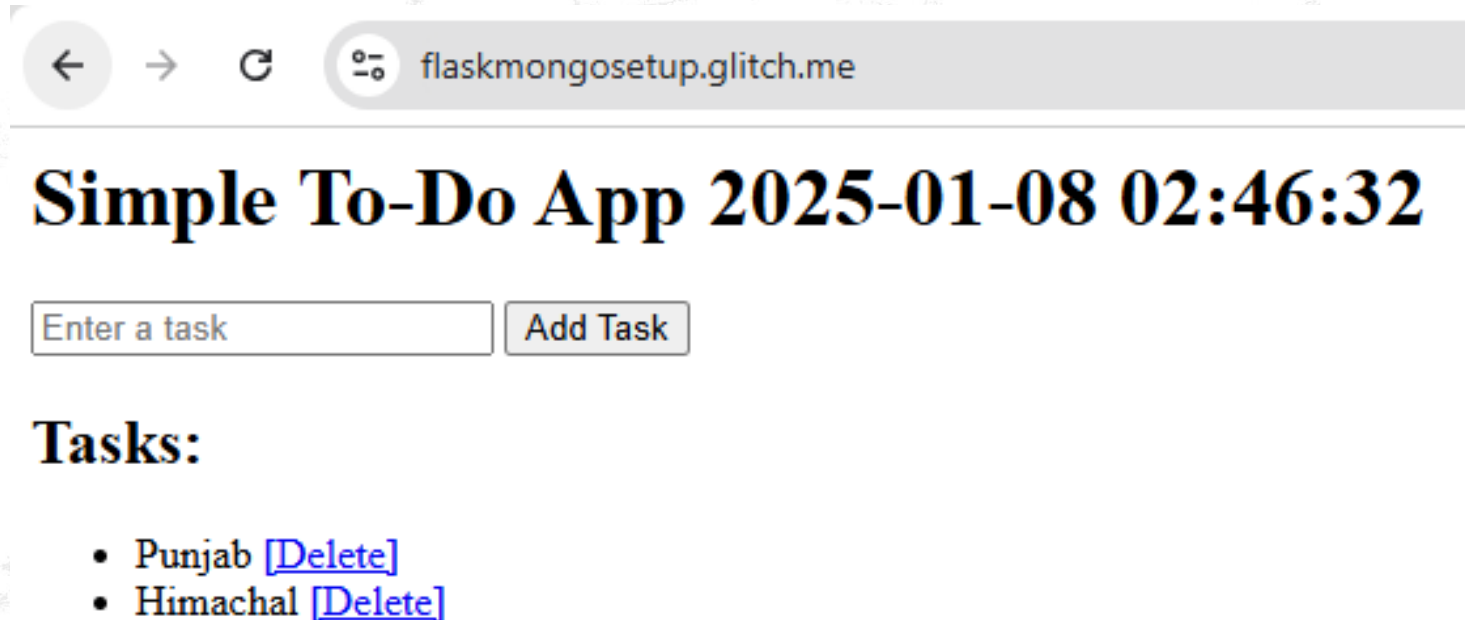 flaskmongosetup.glitch.me
Simple To-Do App 2025-01-08 02:46:32
Enter a task Add Task
Tasks:
• Punjab [Delete]
• Himachal [Delete]